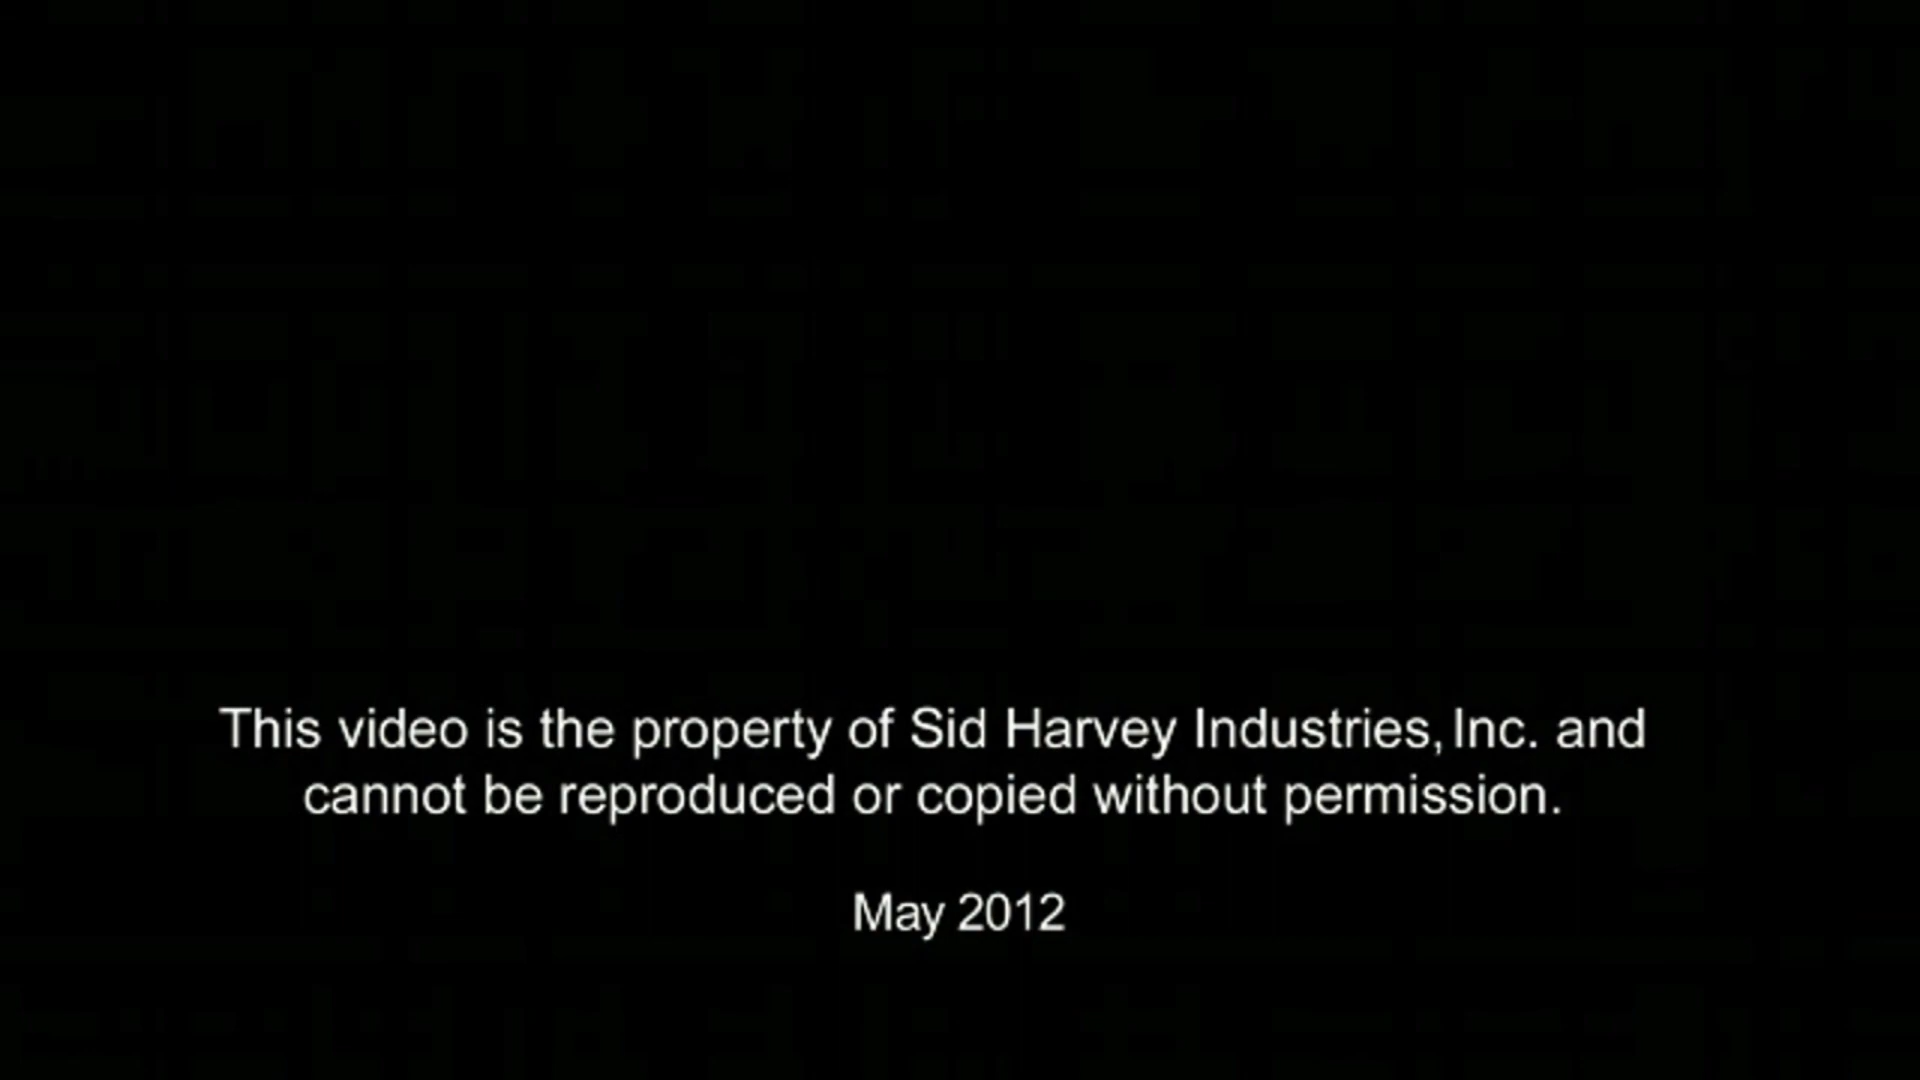 This video is the property of Sid Harvey Industries, Inc. and
cannot be reproduced or copied without permission.
May 2012